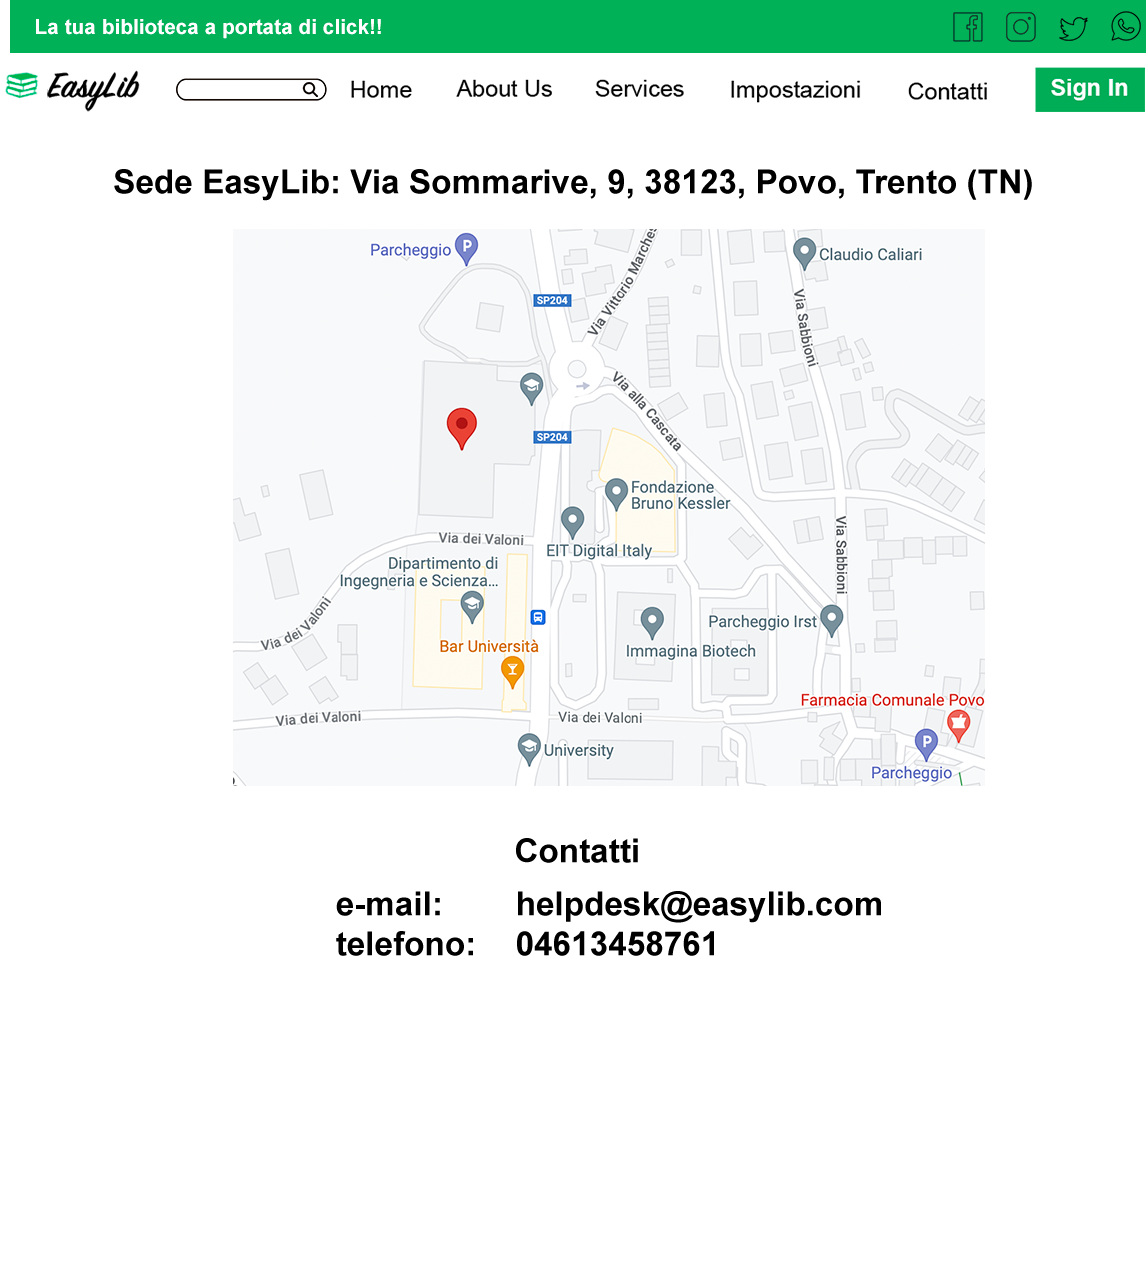 La tua biblioteca a portata di click!!
EasyLib
Home
About Us
Services
Impostazioni
Contatti
Sign In
Sede EasyLib: Via Sommarive, 9, 38123, Povo, Trento (TN)
Parcheggio
P
SP204
Via Vittorio Marches
Claudio Caliari
Via Sabbioni
Via alla Cascata
SP204
Fondazione
Bruno Kessler
Via dei Valoni
EIT Digital Italy
Via Sabbioni
Dipartimento di
Ingegneria e Scienza...
Via dei Valoni
Bar Università
Parcheggio Irst
Immagina Biotech
Farmacia Comunale Povo
Via dei Valoni
Via dei Valoni
University
P
Parcheggio
Contatti
e-mail: helpdesk@easylib.com
telefono: 04613458761